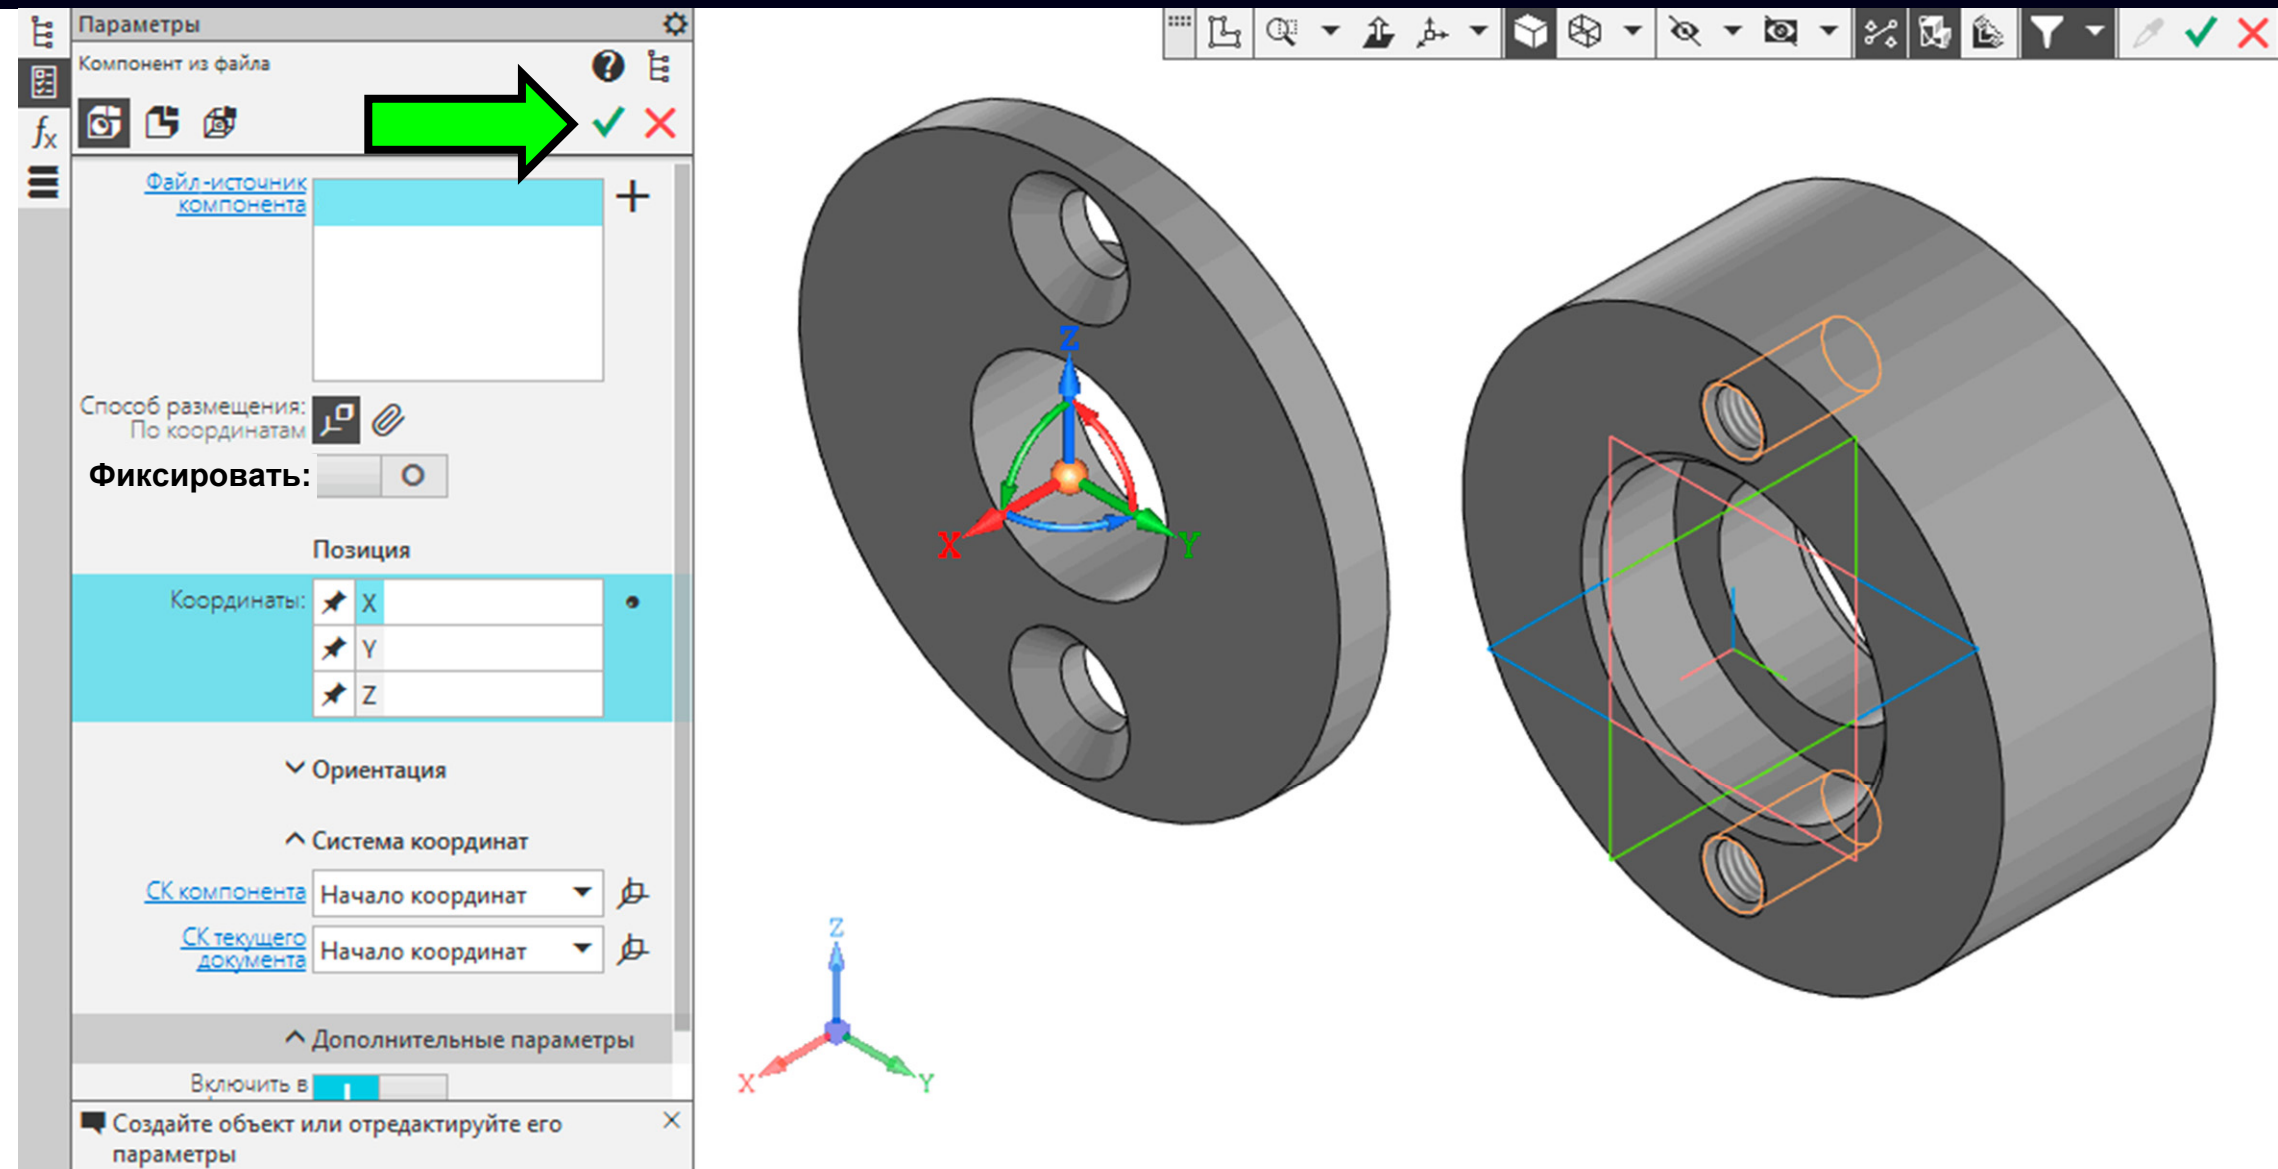 Параметры
Компонент из файла
fx
Файл-источник
компонента
Способ размещения:
По координатам
Фиксировать:
Позиция
Координаты:
X
Y
Z
Ориентация
Система координат
СК компонента
Начало координат
СК текущего
документа
Начало координат
Дополнительные параметры
Включить в
Создайте объект или отредактируйте его
параметры
Z
X
Y
Z
X
Y